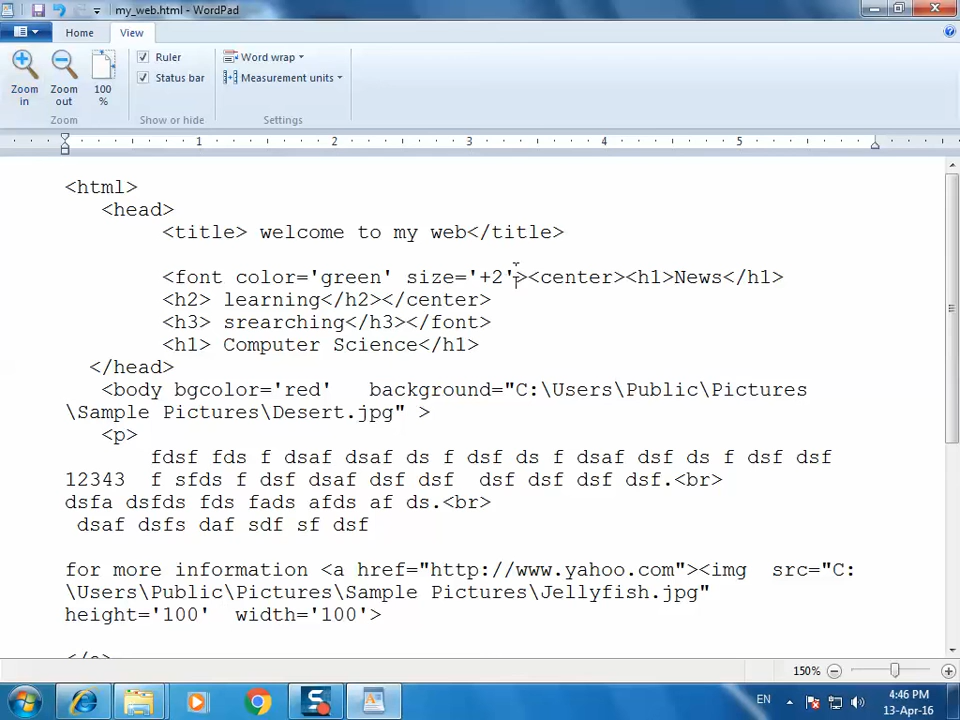 my_web.html - WordPad
Home View
Zoom in
Zoom out
100 %
Ruler
Status bar
Word wrap
Measurement units
Zoom
Show or hide
Settings
1 2 3 4 5
<html>
<head>
<title> welcome to my web</title>
<font color='green' size='+2'><center><h1>News</h1>
<h2> learning</h2></center>
<h3> srearching</h3></font>
<h1> Computer Science</h1>
</head>
<body bgcolor='red' background="C:\Users\Public\Pictures
\Sample Pictures\Desert.jpg" >
<p>
fdsf fds f dsaf dsaf ds f dsf ds f dsaf dsf ds f dsf dsf
12343 f sfds f dsf dsaf dsf dsf dsf dsf dsf dsf.<br>
dsfa dsfds fds fads afds af ds.<br>
dsaf dsfs daf sdf sf dsf
for more information <a href="http://www.yahoo.com"><img src="C:
\Users\Public\Pictures\Sample Pictures\Jellyfish.jpg"
height='100' width='100'>
150%
EN
4:46 PM
13-Apr-16